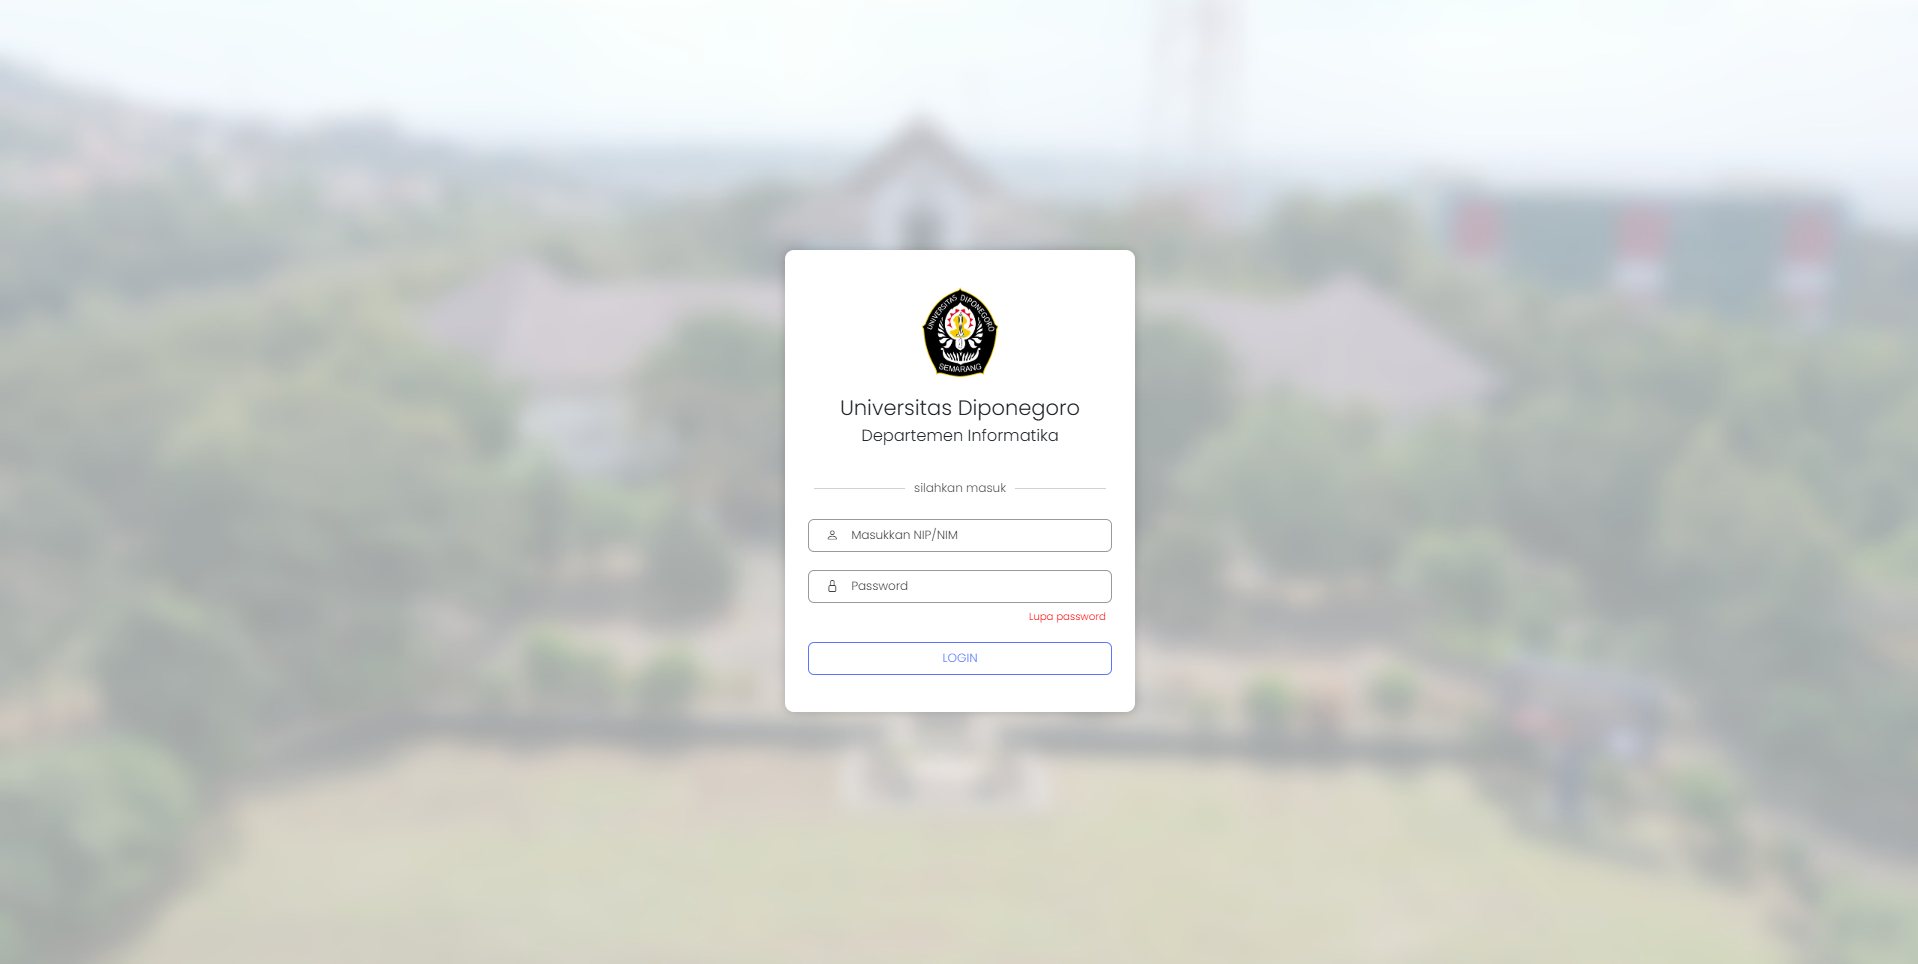 UNIVERSITAS DIPONEGORO
SEMARANG
Universitas Diponegoro
Departemen Informatika
silahkan masuk
Masukkan NIP/NIM
Password
Lupa password
LOGIN